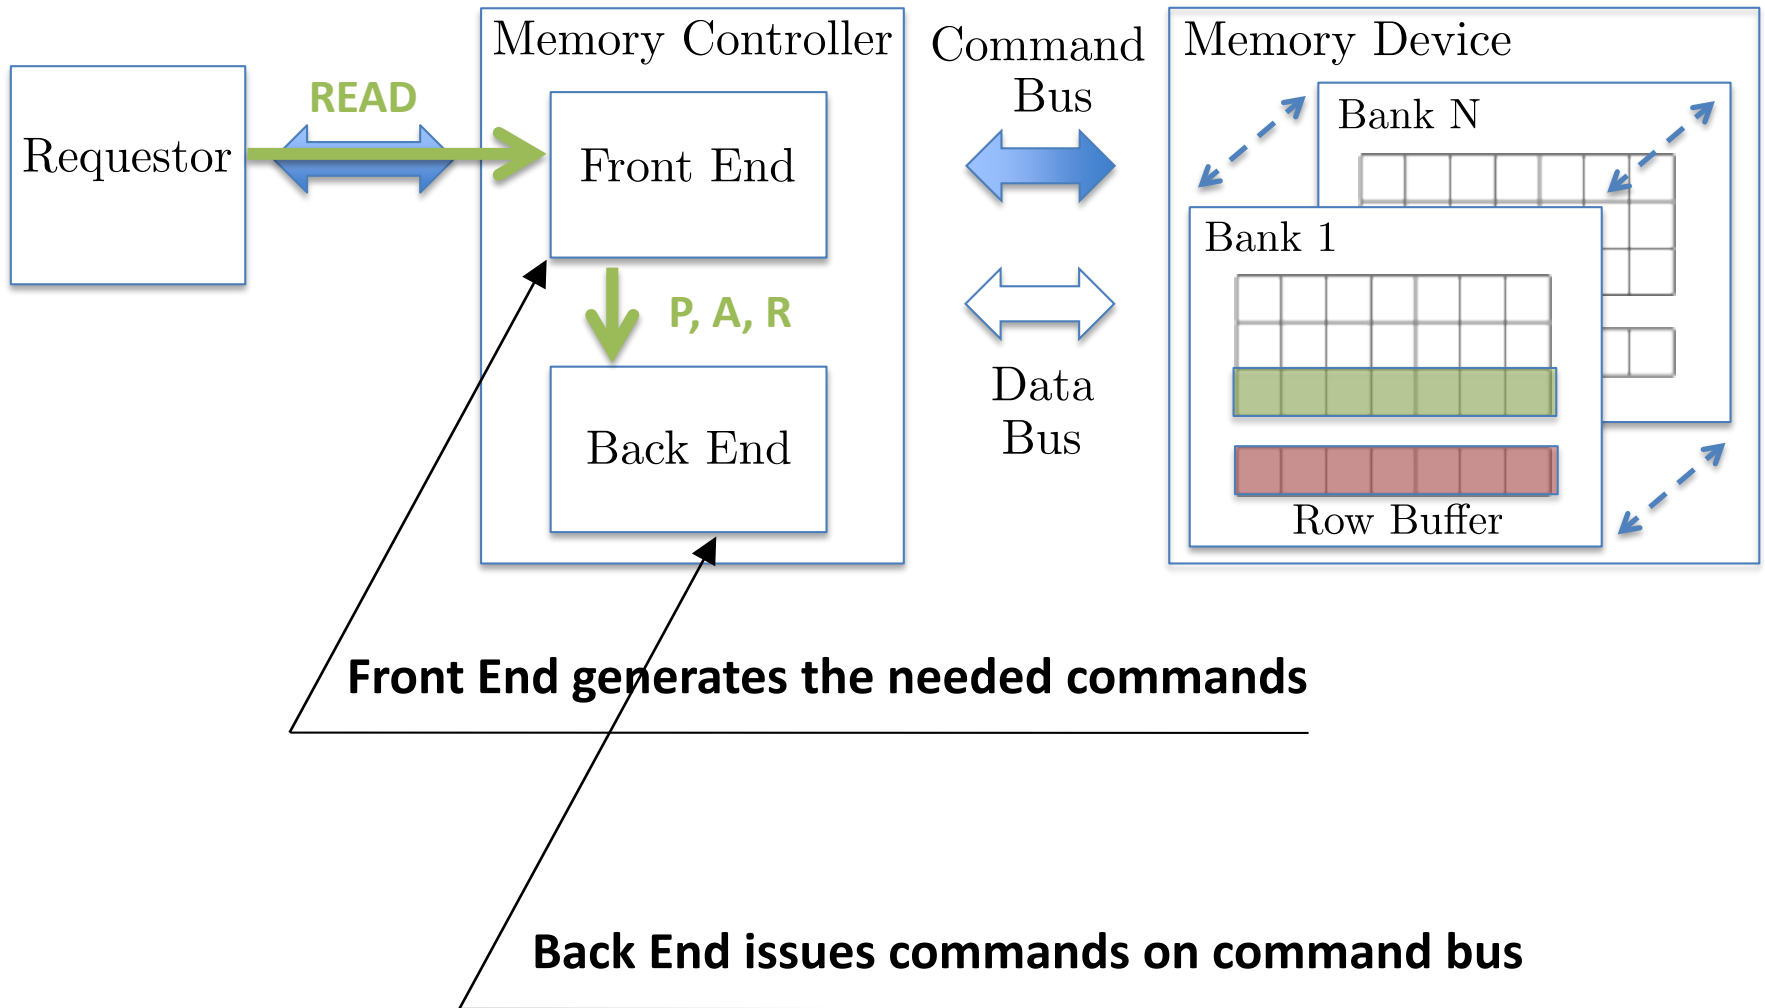 Memory Controller
Command
Bus
Memory Device
READ
Requestor
Front End
Bank N
Bank 1
P, A, R
Data
Bus
Back End
Row Buffer
Front End generates the needed commands
Back End issues commands on command bus